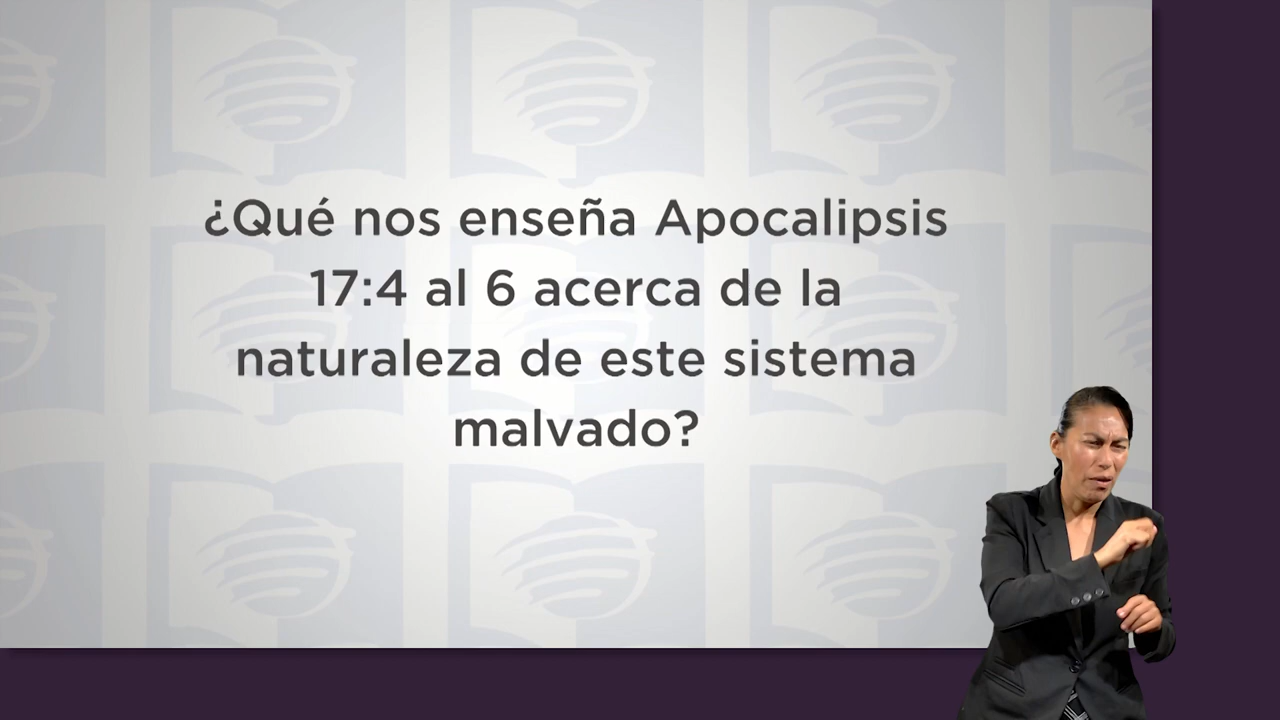 ¿Qué nos enseña Apocalipsis
17:4 al 6 acerca de la
naturaleza de este sistema
malvado?